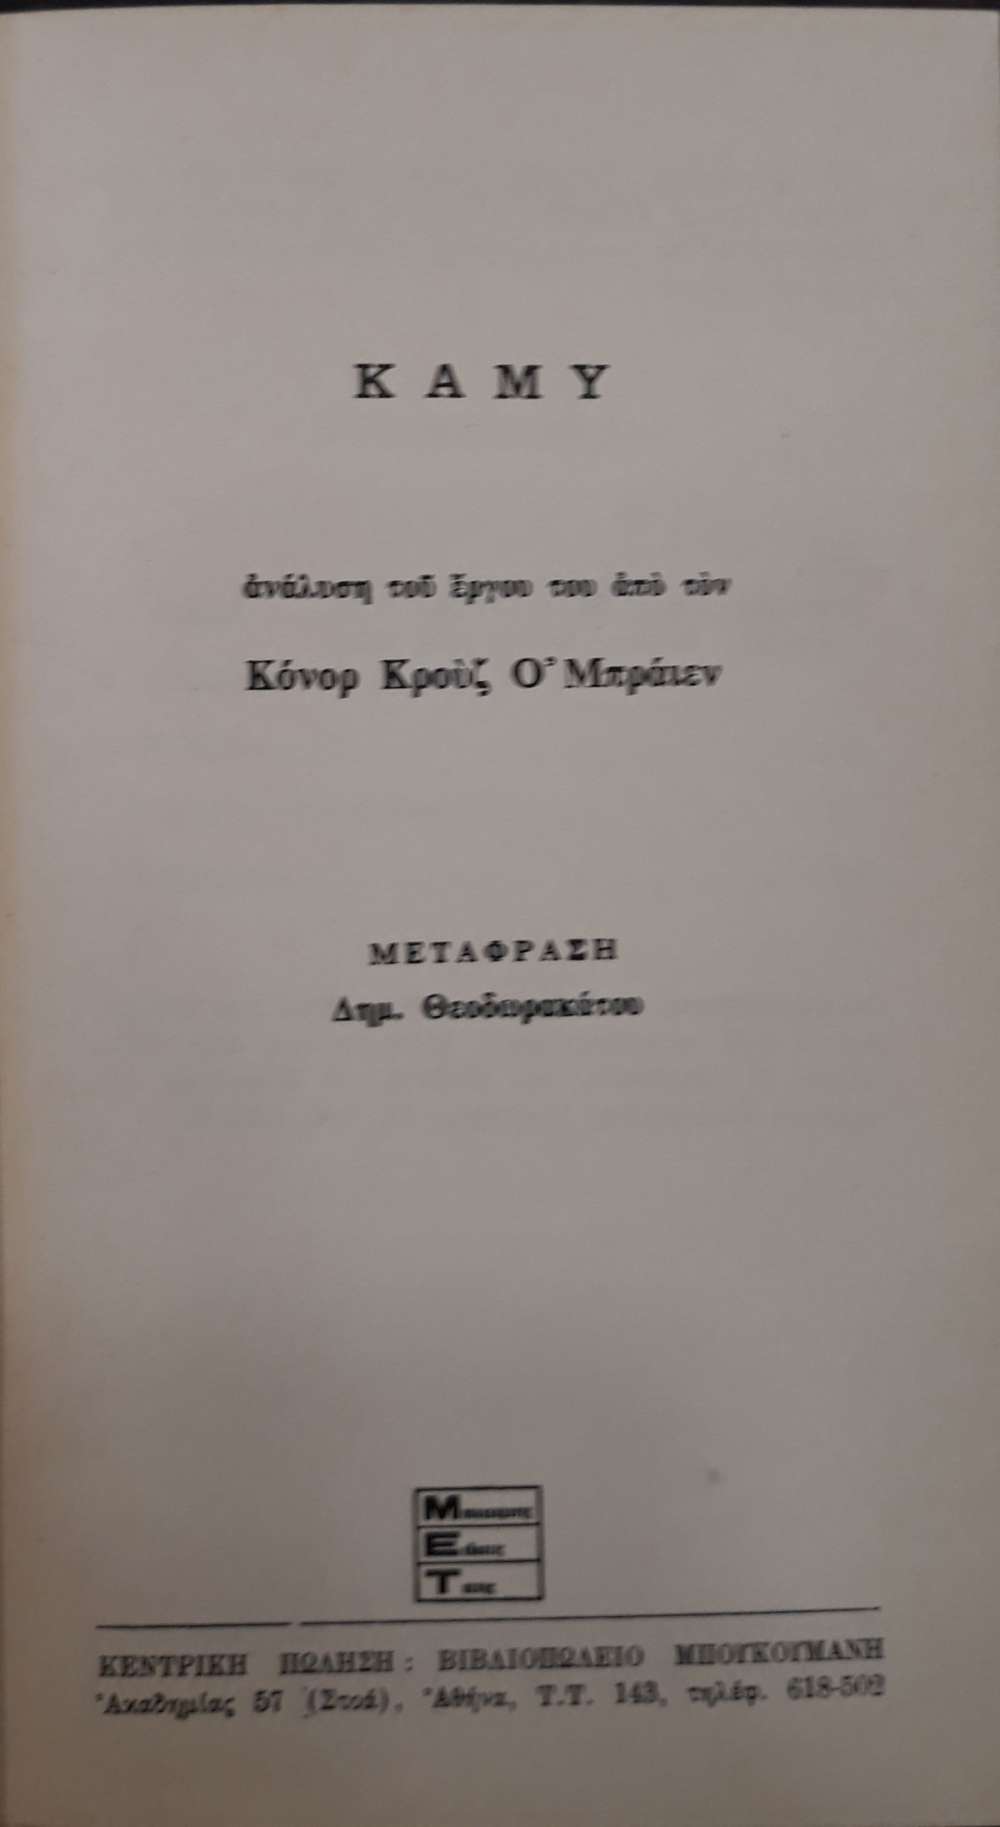 ΚΑΜΥ
ἀνάλυση τοῦ ἔργου του ἀπὸ τὸν
Κόνορ Κροὺζ Ο' Μπράιεν
ΜΕΤΑΦΡΑΣΗ
Δημ. Θεοδωρακάτου
Μ
Ε
Τ
ΚΕΝΤΡΙΚΗ ΠΩΛΗΣΗ : ΒΙΒΛΙΟΠΩΛΕΙΟ ΜΠΟΥΚΟΥΜΑΝΗ
Ἀκαδημίας 57 (Στοά), Ἀθήνα, Τ.Τ. 143, τηλέφ. 618-502